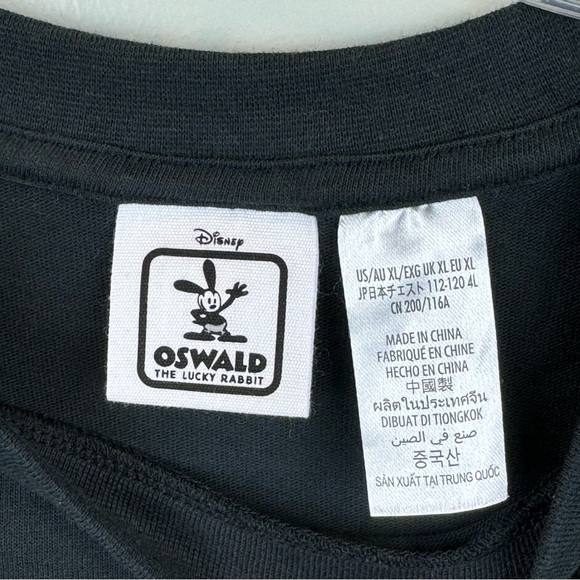 Disney
OSWALD
THE LUCKY RABBIT
US/AU XL/EXG UK XL EU XL
JP日本チェスト 112-120 4L
CN 200/116A
MADE IN CHINA
FABRIQUÉ EN CHINE
HECHO EN CHINA
中國製
ผลิตในประเทศจีน
DIBUAT DI TIONGKOK
صنع في الصين
중국산
SẢN XUẤT TẠI TRUNG QUỐC